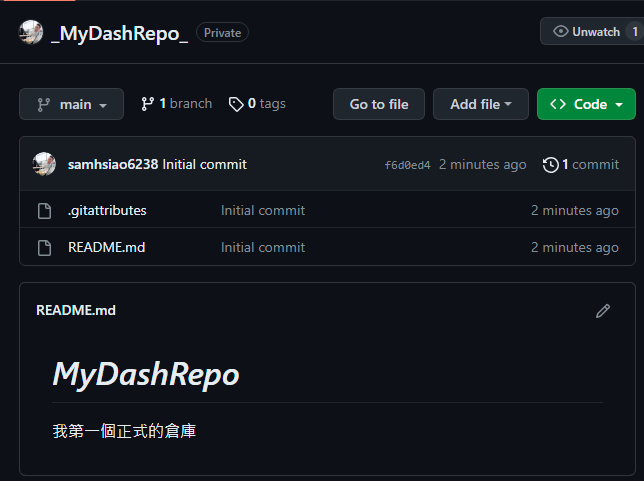 _MyDashRepo_ Private Unwatch 1
main 1 branch 0 tags Go to file Add file Code
samhsiao6238 Initial commit f6d0ed4 2 minutes ago 1 commit
.gitattributes Initial commit 2 minutes ago
README.md Initial commit 2 minutes ago
README.md
MyDashRepo
我第一個正式的倉庫